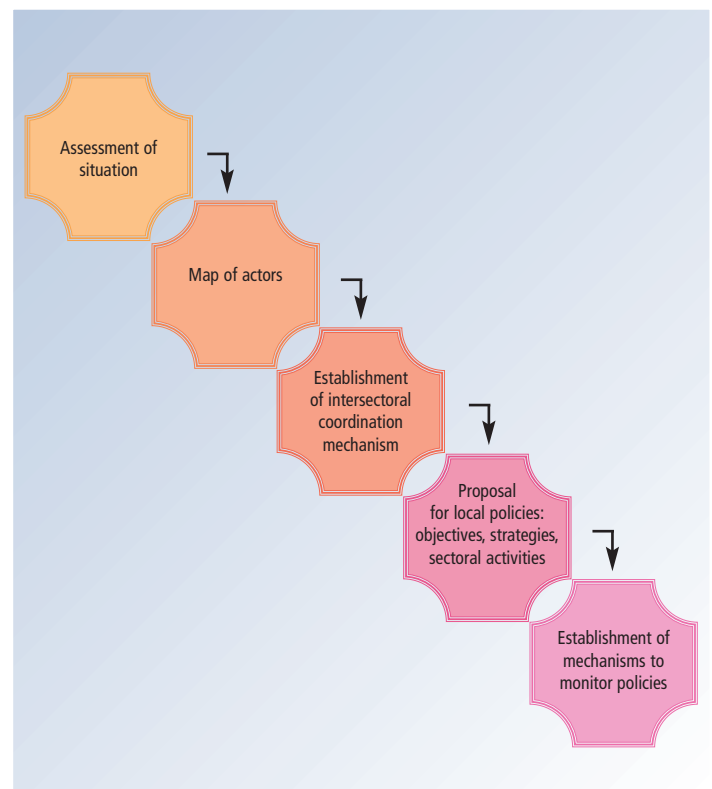 Assessment of
situation
Map of actors
Establishment
of intersectoral
coordination
mechanism
Proposal
for local policies:
objectives, strategies,
sectoral activities
Establishment of
mechanisms to
monitor policies